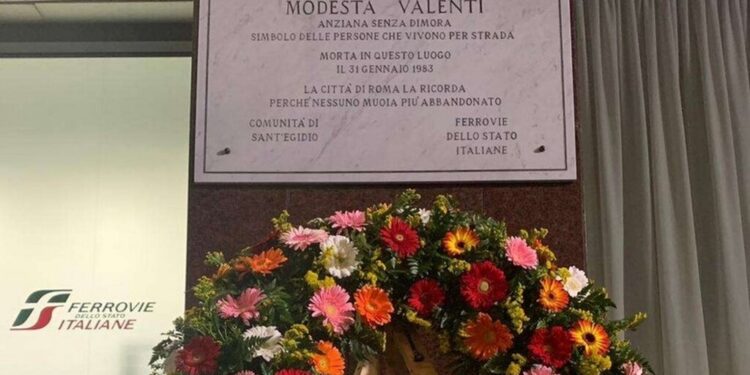 MODESTA VALENTI
ANZIANA SENZA DIMORA
SIMBOLO DELLE PERSONE CHE VIVONO PER STRADA
MORTA IN QUESTO LUOGO
IL 31 GENNAIO 1983
LA CITTÀ DI ROMA LA RICORDA
PERCHÈ NESSUNO MUOIA PIÙ ABBANDONATO
COMUNITÀ DI
SANT'EGIDIO
FERROVIE
DELLO STATO
ITALIANE
FERROVIE
DELLO STATO
ITALIANE